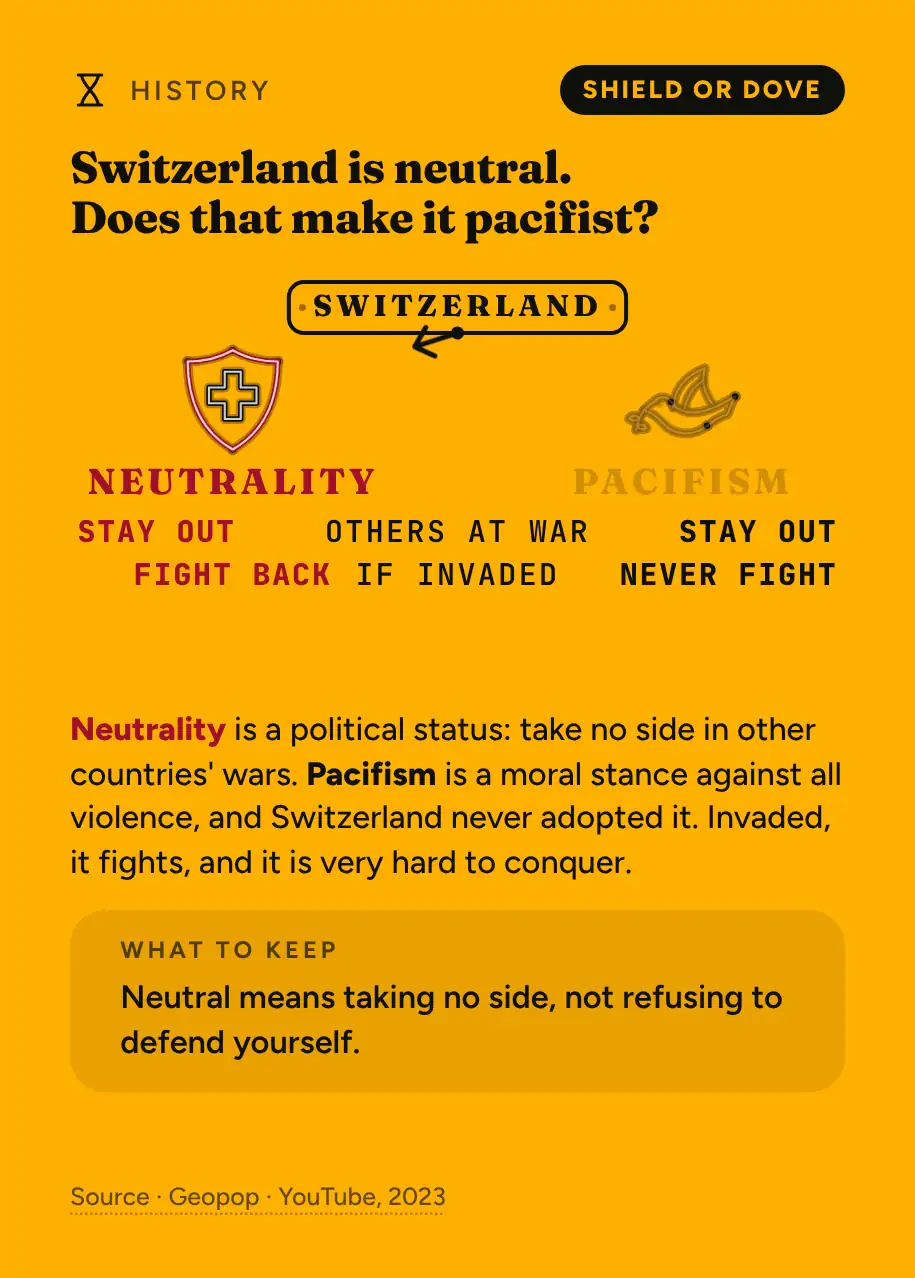 HISTORY
SHIELD OR DOVE
Switzerland is neutral.
Does that make it pacifist?
· SWITZERLAND ·
NEUTRALITY
PACIFISM
STAY OUT OTHERS AT WAR STAY OUT
FIGHT BACK IF INVADED NEVER FIGHT
Neutrality is a political status: take no side in other
countries' wars. Pacifism is a moral stance against all
violence, and Switzerland never adopted it. Invaded,
it fights, and it is very hard to conquer.
WHAT TO KEEP
Neutral means taking no side, not refusing to
defend yourself.
Source · Geopop · YouTube, 2023